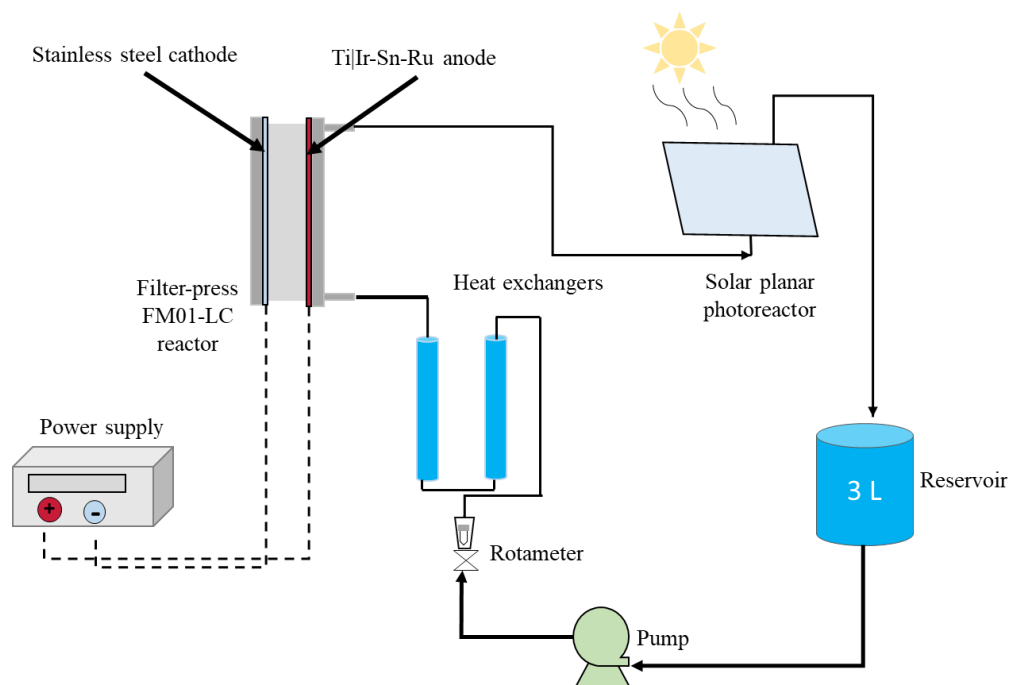 Stainless steel cathode
Ti|Ir-Sn-Ru anode
Filter-press
FM01-LC
reactor
Heat exchangers
Solar planar
photoreactor
Power supply
+
-
3 L
Reservoir
Rotameter
Pump